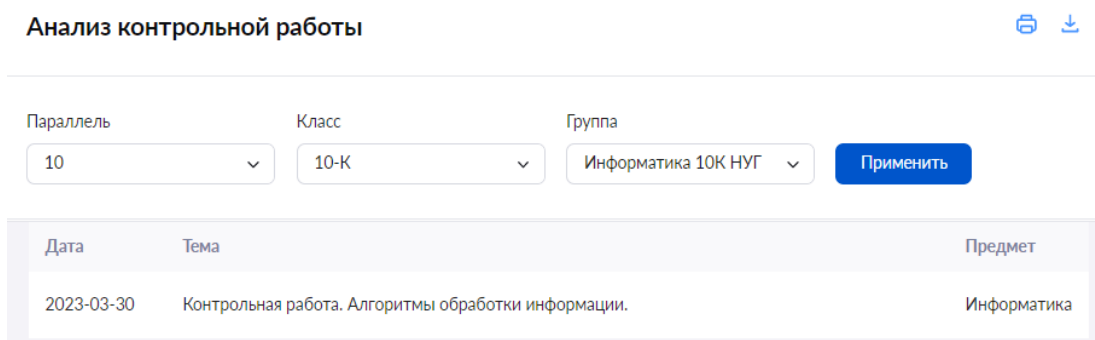 Анализ контрольной работы
Параллель Класс Группа
10 10-К Информатика 10К НУГ Применить
Дата Тема Предмет
2023-03-30 Контрольная работа. Алгоритмы обработки информации. Информатика